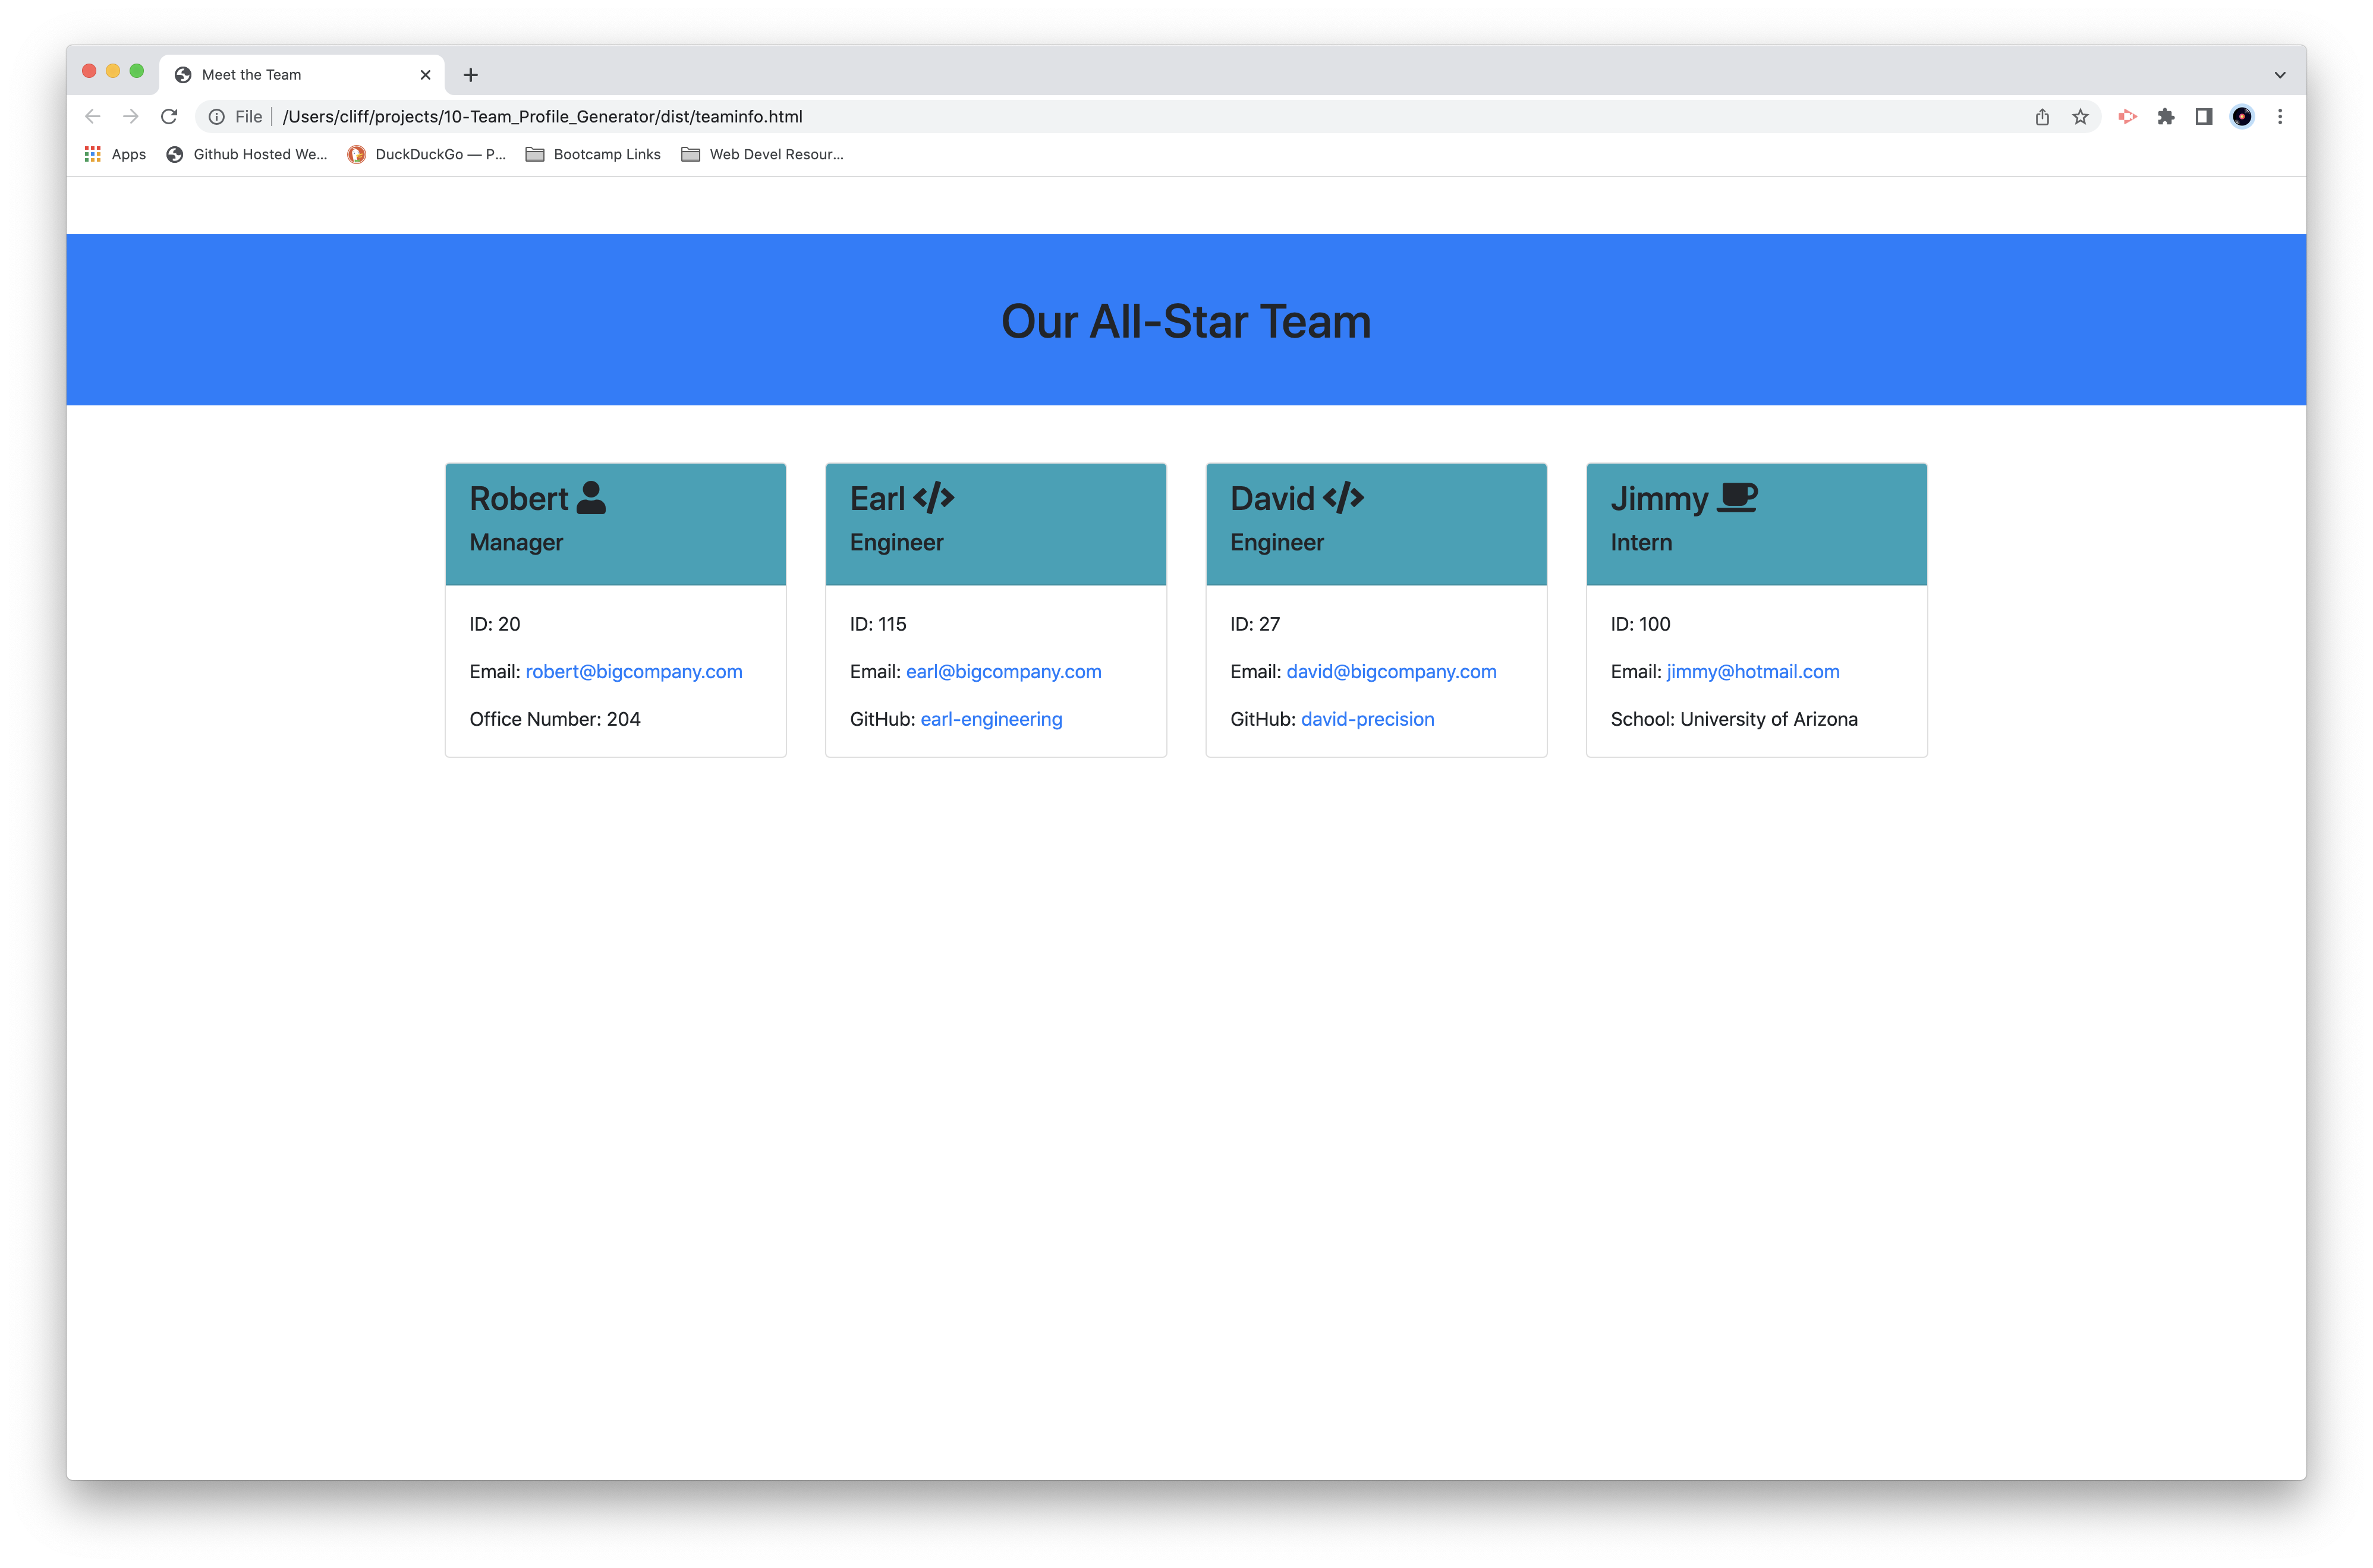 Meet the Team
File /Users/cliff/projects/10-Team_Profile_Generator/dist/teaminfo.html
Apps Github Hosted We... DuckDuckGo — P... Bootcamp Links Web Devel Resour...
Our All-Star Team
Robert
Manager
ID: 20
Email: robert@bigcompany.com
Office Number: 204
Earl
Engineer
ID: 115
Email: earl@bigcompany.com
GitHub: earl-engineering
David
Engineer
ID: 27
Email: david@bigcompany.com
GitHub: david-precision
Jimmy
Intern
ID: 100
Email: jimmy@hotmail.com
School: University of Arizona